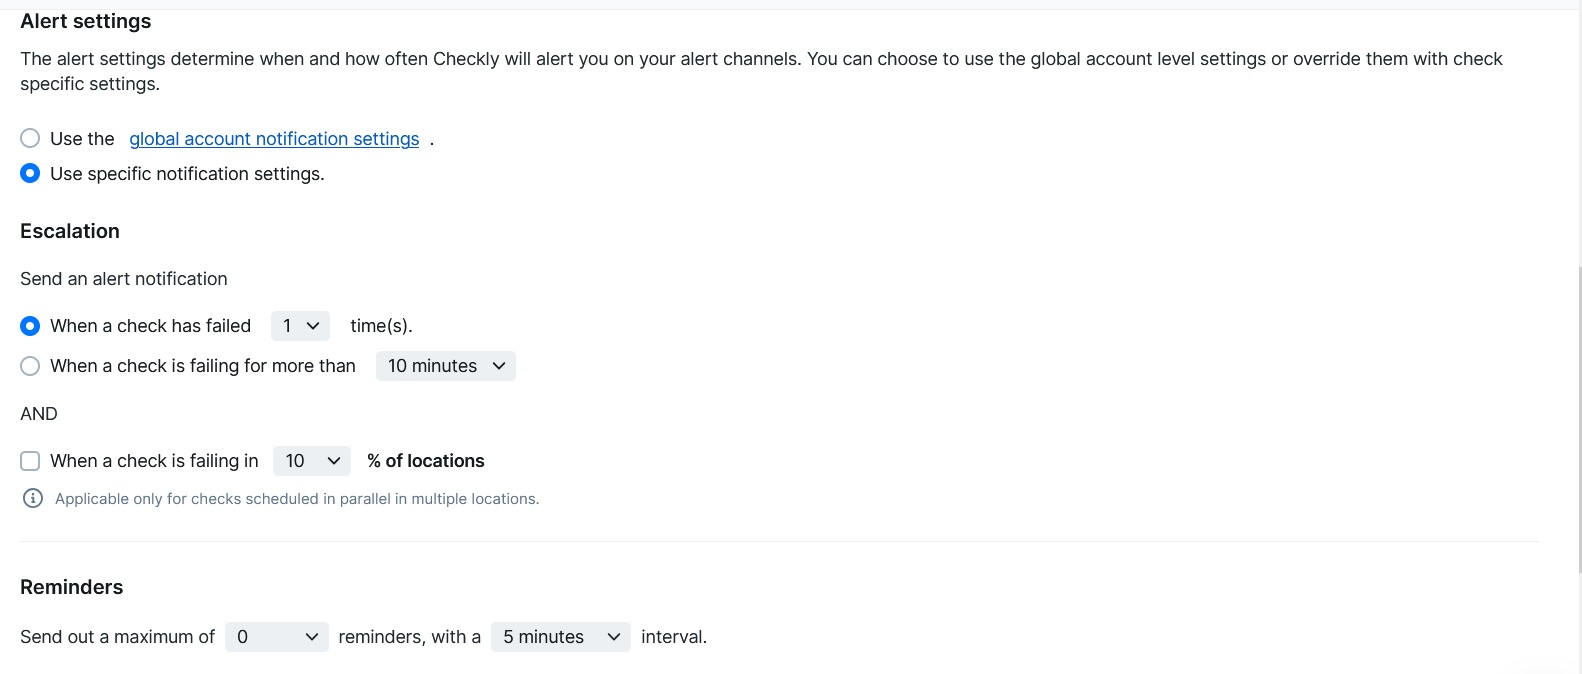 Alert settings
The alert settings determine when and how often Checkly will alert you on your alert channels. You can choose to use the global account level settings or override them with check
specific settings.
Use the global account notification settings .
Use specific notification settings.
Escalation
Send an alert notification
When a check has failed 1 time(s).
When a check is failing for more than 10 minutes
AND
When a check is failing in 10 % of locations
Applicable only for checks scheduled in parallel in multiple locations.
Reminders
Send out a maximum of 0 reminders, with a 5 minutes interval.